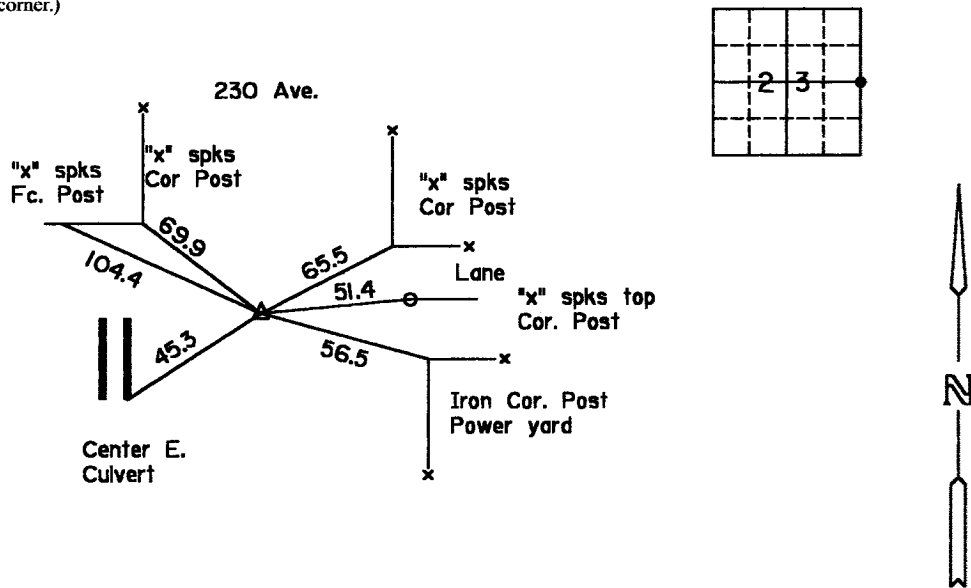 corner.)
230 Ave.
2 3
"x" spks
Fc. Post
"x" spks
Cor Post
"x" spks
Cor Post
69.9
104.4
65.5
Lane
51.4
"x" spks top
Cor. Post
45.3
56.5
Iron Cor. Post
Power yard
Center E.
Culvert
N